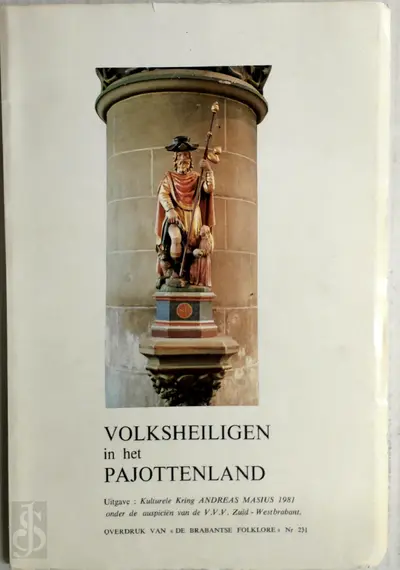 VOLKSHEILIGEN
in het
PAJOTTENLAND
Uitgave : Kulturele Kring ANDREAS MASIUS 1981
onder de auspiciën van de V.V.V. Zuid - Westbrabant.
OVERDRUK VAN « DE BRABANTSE FOLKLORE » Nr 231